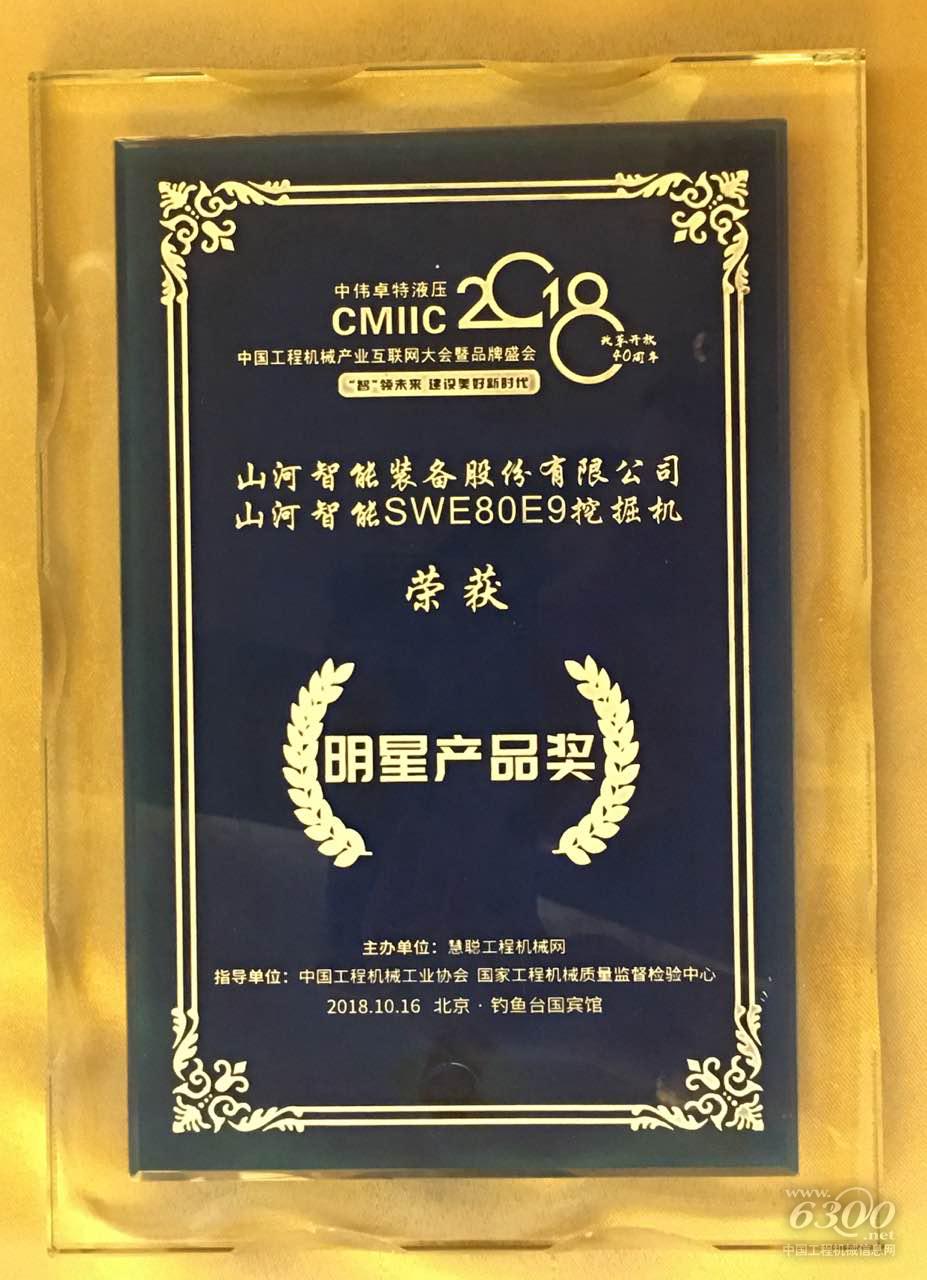 中伟卓特液压
CMIIC 2018
中国工程机械产业互联网大会暨品牌盛会
改革开放
40周年
"智"领未来 建设美好新时代
山河智能装备股份有限公司
山河智能SWE80E9挖掘机
荣获
明星产品奖
主办单位：慧聪工程机械网
指导单位：中国工程机械工业协会 国家工程机械质量监督检验中心
2018.10.16 北京·钓鱼台国宾馆
www.
6300
.net
中国工程机械信息网